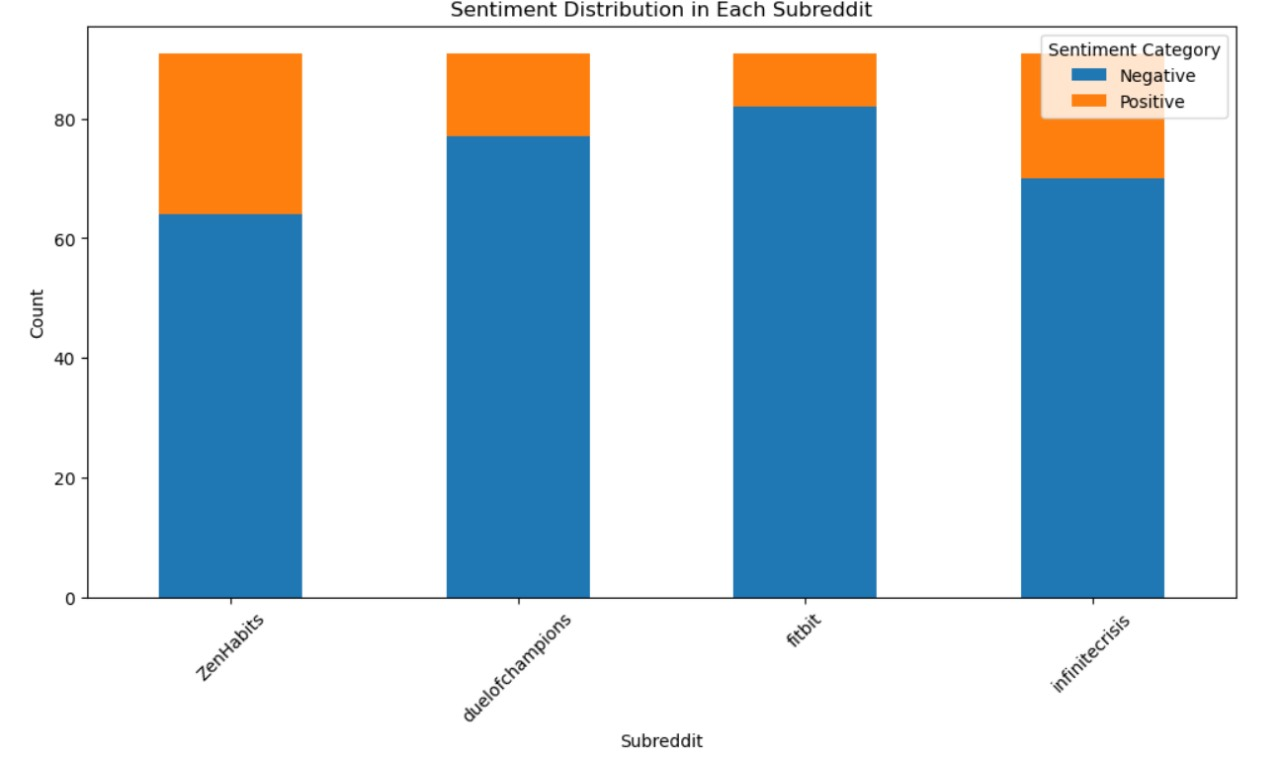 Sentiment Distribution in Each Subreddit
Sentiment Category
Negative
Positive
80
60
40
20
0
Count
ZenHabits
duelofchampions
fitbit
infinitecrisis
Subreddit